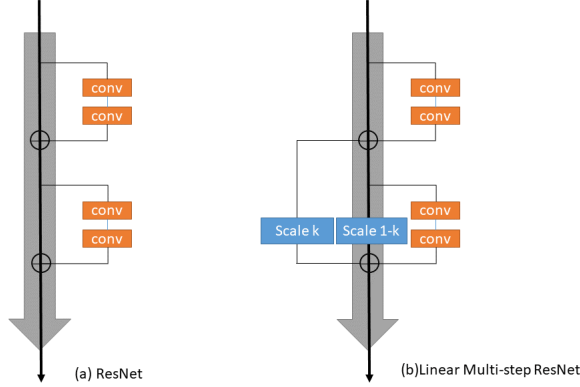 conv
conv
conv
conv
(a) ResNet
conv
conv
conv
Scale k
Scale 1-k
conv
(b)Linear Multi-step ResNet